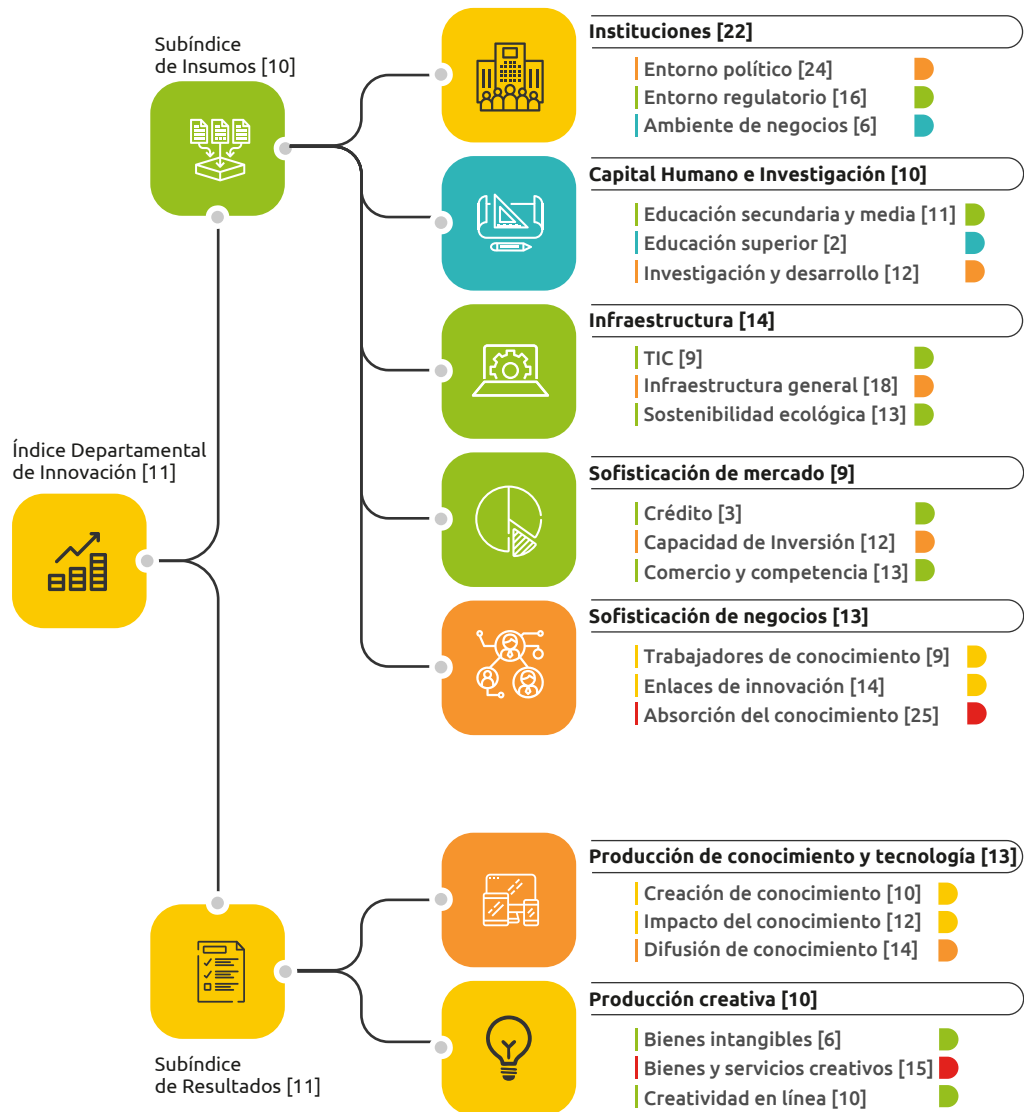 Subíndice
de Insumos [10]
Instituciones [22]
Entorno político [24]
Entorno regulatorio [16]
Ambiente de negocios [6]
Capital Humano e Investigación [10]
Educación secundaria y media [11]
Educación superior [2]
Investigación y desarrollo [12]
Infraestructura [14]
TIC [9]
Infraestructura general [18]
Sostenibilidad ecológica [13]
Índice Departamental
de Innovación [11]
Sofisticación de mercado [9]
Crédito [3]
Capacidad de Inversión [12]
Comercio y competencia [13]
Sofisticación de negocios [13]
Trabajadores de conocimiento [9]
Enlaces de innovación [14]
Absorción del conocimiento [25]
Producción de conocimiento y tecnología [13]
Creación de conocimiento [10]
Impacto del conocimiento [12]
Difusión de conocimiento [14]
Producción creativa [10]
Bienes intangibles [6]
Bienes y servicios creativos [15]
Creatividad en línea [10]
Subíndice
de Resultados [11]